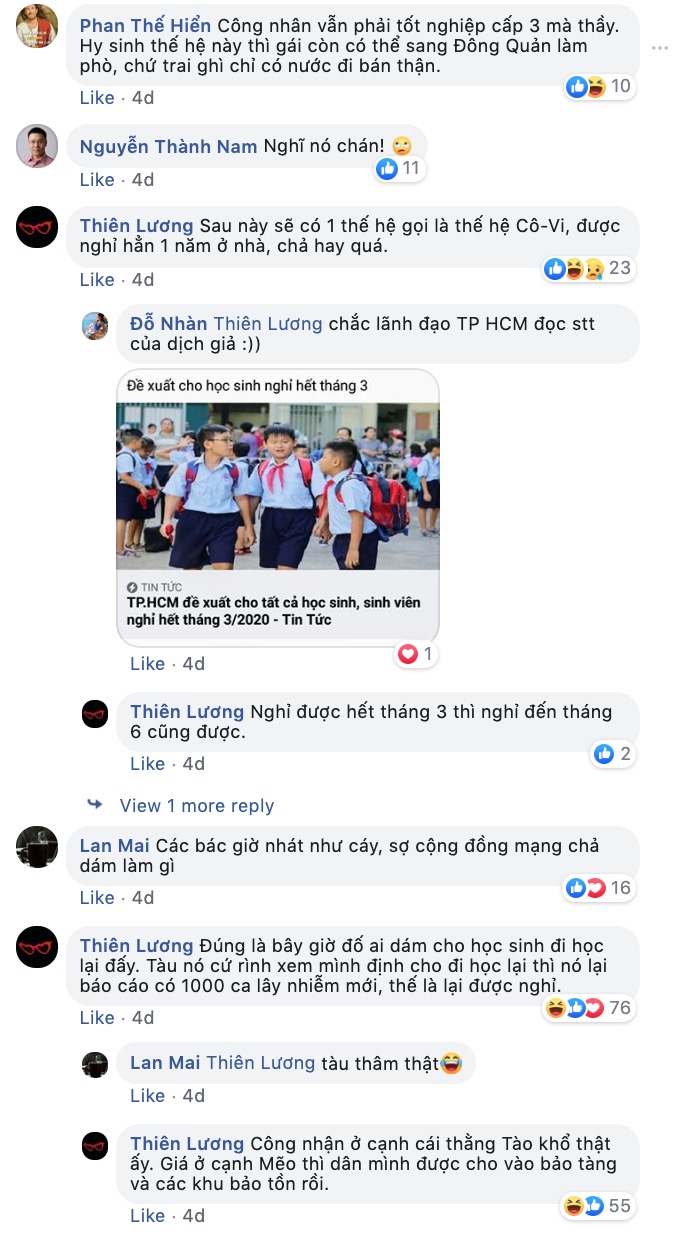 Phan Thế Hiển Công nhân vẫn phải tốt nghiệp cấp 3 mà thầy.
Hy sinh thế hệ này thì gái còn có thể sang Đông Quản làm
phò, chứ trai ghì chỉ có nước đi bán thận.
10
Like · 4d
Nguyễn Thành Nam Nghĩ nó chán! 🙄
11
Like · 4d
Thiên Lương Sau này sẽ có 1 thế hệ gọi là thế hệ Cô-Vi, được
nghỉ hẳn 1 năm ở nhà, chả hay quá.
23
Like · 4d
Đỗ Nhàn Thiên Lương chắc lãnh đạo TP HCM đọc stt
của dịch giả :))
Đề xuất cho học sinh nghỉ hết tháng 3
TIN TỨC
TP.HCM đề xuất cho tất cả học sinh, sinh viên
nghỉ hết tháng 3/2020 - Tin Tức
1
Like · 4d
Thiên Lương Nghỉ được hết tháng 3 thì nghỉ đến tháng
6 cũng được.
2
Like · 4d
View 1 more reply
Lan Mai Các bác giờ nhát như cáy, sợ cộng đồng mạng chả
dám làm gì
16
Like · 4d
Thiên Lương Đúng là bây giờ đố ai dám cho học sinh đi học
lại đấy. Tàu nó cứ rình xem mình định cho đi học lại thì nó lại
báo cáo có 1000 ca lây nhiễm mới, thế là lại được nghỉ.
76
Like · 4d
Lan Mai Thiên Lương tàu thâm thật😂
Like · 4d
Thiên Lương Công nhận ở cạnh cái thằng Tào khổ thật
ấy. Giá ở cạnh Mẽo thì dân mình được cho vào bảo tàng
và các khu bảo tồn rồi.
55
Like · 4d